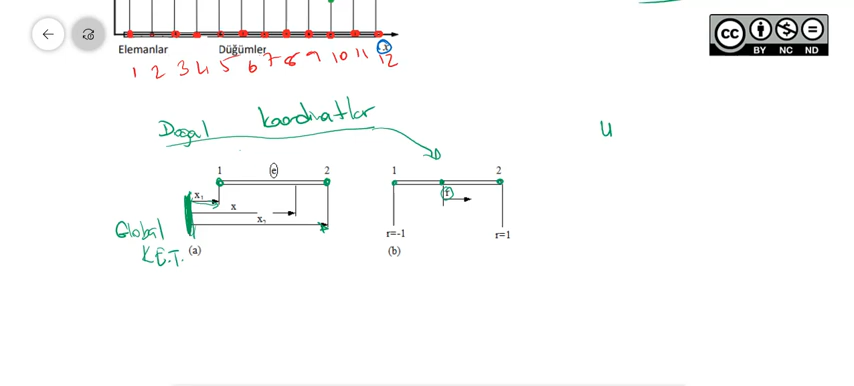 x
Elemanlar Düğümler
1 2 3 4 5 6 7 8 9 10 11 12
Doğal koordinatlar
u
1 e 2
1 2
x₁
r
x
x₂
Global
K.E.T.
r=-1 r=1
(a) (b)
cc BY NC ND